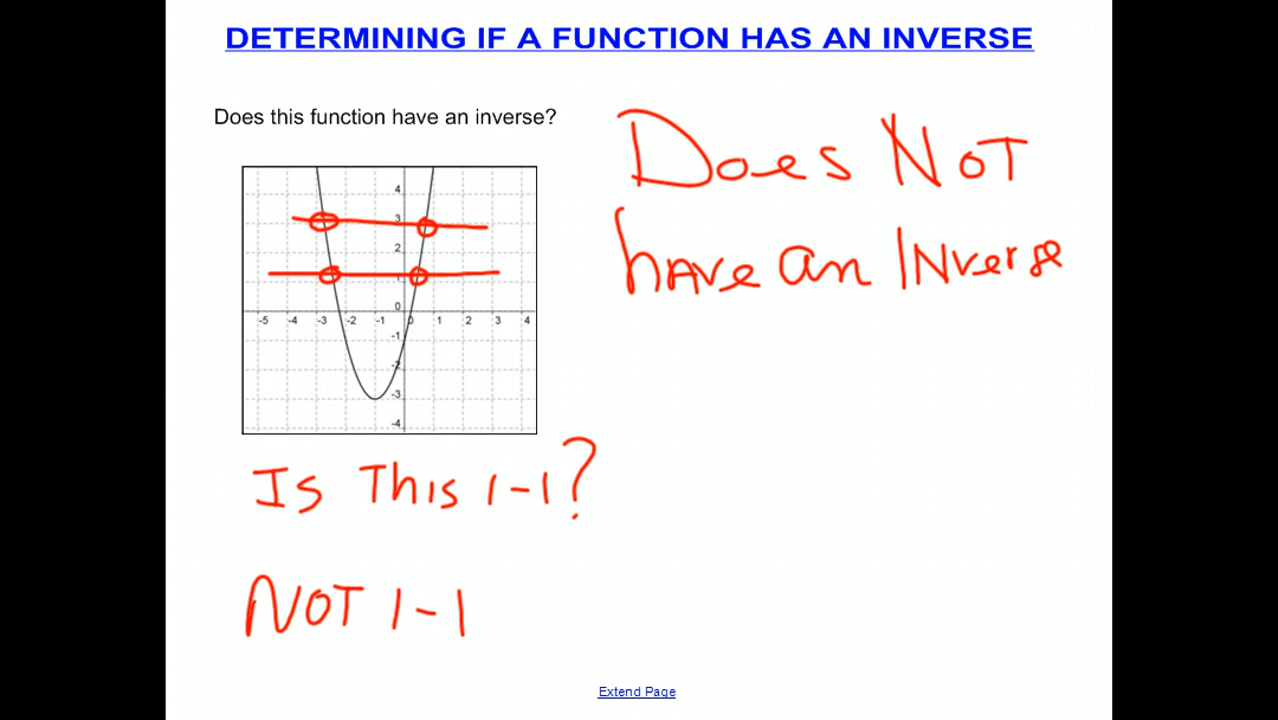 DETERMINING IF A FUNCTION HAS AN INVERSE
Does this function have an inverse?
Does NOT
have an INverse
4
3
2
1
0
-5 -4 -3 -2 -1 0 1 2 3 4
-1
-2
-3
-4
Is This 1-1?
NOT 1-1
Extend Page